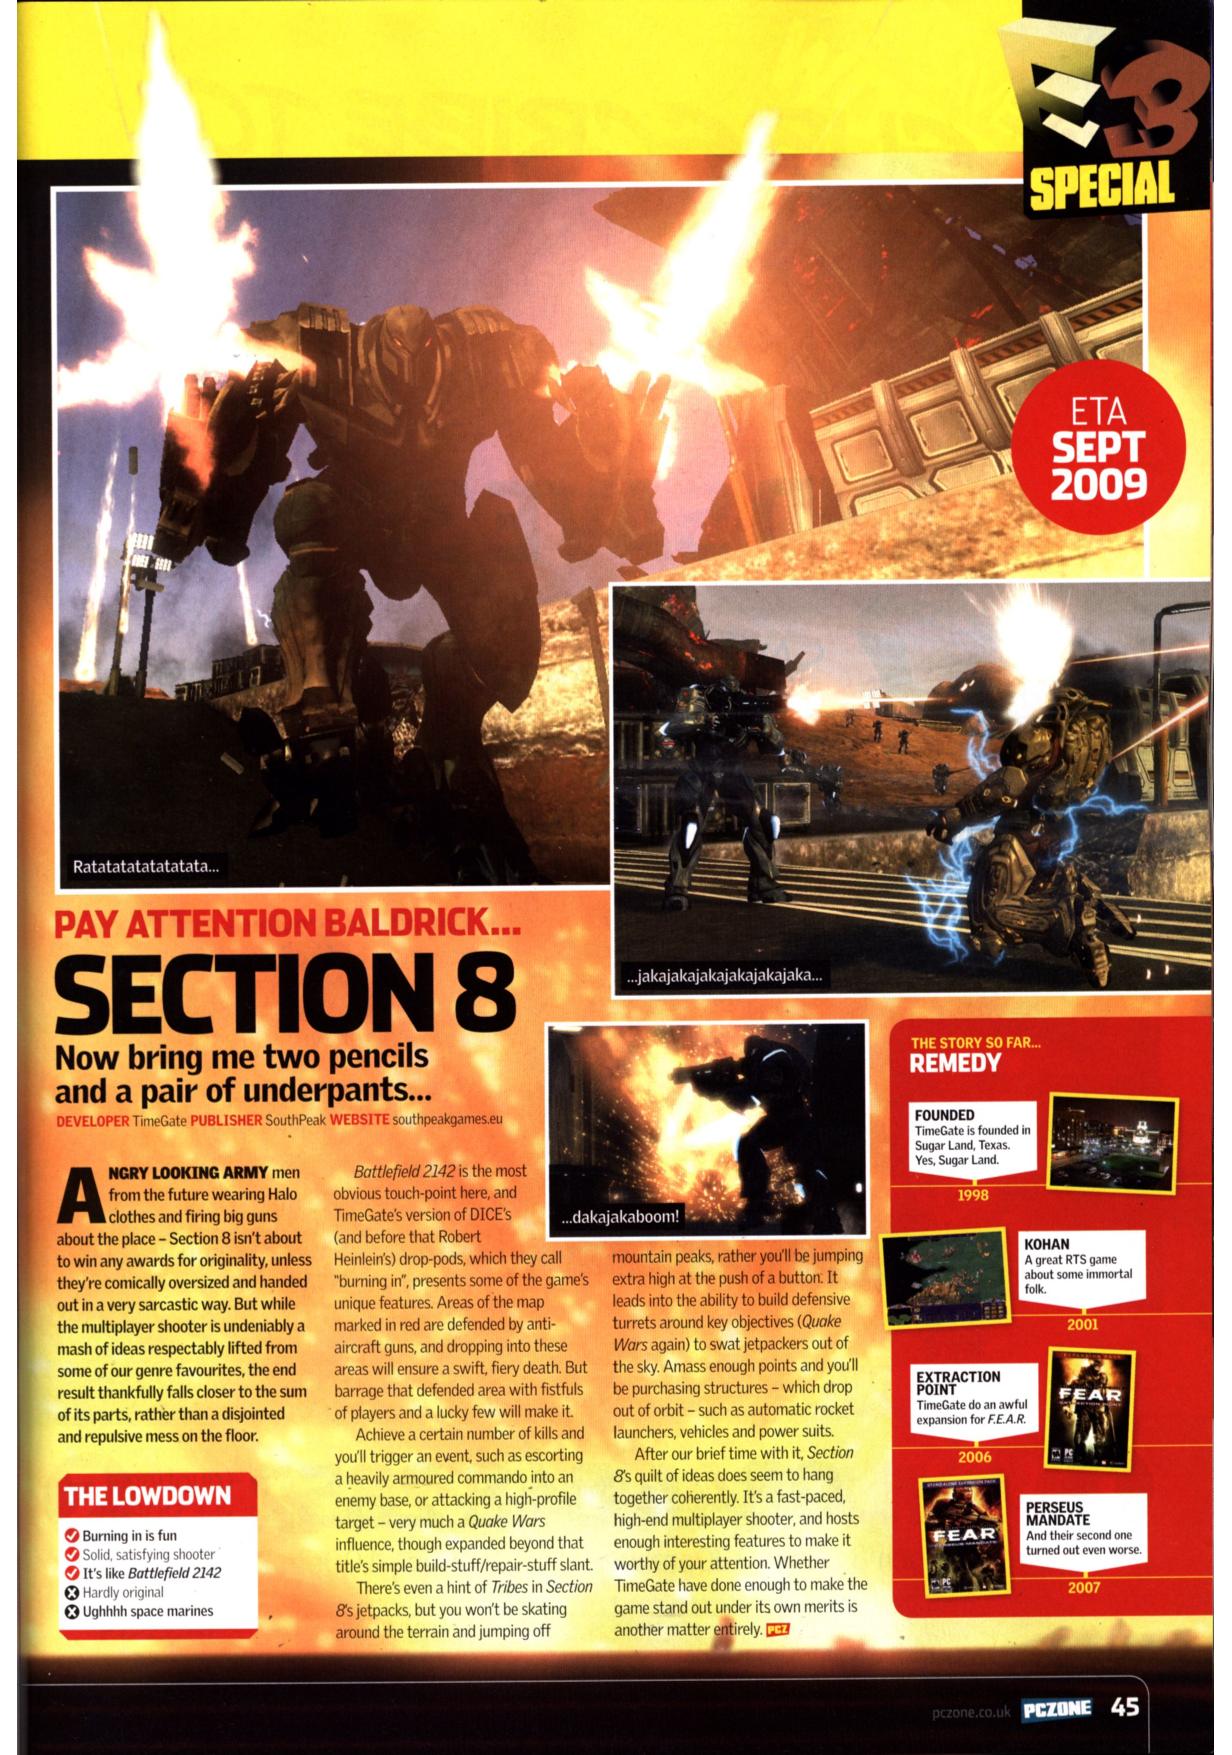 E3
SPECIAL
ETA
SEPT
2009
Ratatatatatatatata...
...jakajakajakajakajakajaka...
PAY ATTENTION BALDRICK...
SECTION 8
Now bring me two pencils
and a pair of underpants...
DEVELOPER TimeGate PUBLISHER SouthPeak WEBSITE southpeakgames.eu
...dakajakaboom!
ANGRY LOOKING ARMY men
from the future wearing Halo
clothes and firing big guns
about the place – Section 8 isn't about
to win any awards for originality, unless
they're comically oversized and handed
out in a very sarcastic way. But while
the multiplayer shooter is undeniably a
mash of ideas respectably lifted from
some of our genre favourites, the end
result thankfully falls closer to the sum
of its parts, rather than a disjointed
and repulsive mess on the floor.
THE LOWDOWN
Burning in is fun
Solid, satisfying shooter
It's like Battlefield 2142
Hardly original
Ughhhh space marines
Battlefield 2142 is the most
obvious touch-point here, and
TimeGate's version of DICE's
(and before that Robert
Heinlein's) drop-pods, which they call
"burning in", presents some of the game's
unique features. Areas of the map
marked in red are defended by anti-
aircraft guns, and dropping into these
areas will ensure a swift, fiery death. But
barrage that defended area with fistfuls
of players and a lucky few will make it.
Achieve a certain number of kills and
you'll trigger an event, such as escorting
a heavily armoured commando into an
enemy base, or attacking a high-profile
target – very much a Quake Wars
influence, though expanded beyond that
title's simple build-stuff/repair-stuff slant.
There's even a hint of Tribes in Section
8's jetpacks, but you won't be skating
around the terrain and jumping off
mountain peaks, rather you'll be jumping
extra high at the push of a button. It
leads into the ability to build defensive
turrets around key objectives (Quake
Wars again) to swat jetpackers out of
the sky. Amass enough points and you'll
be purchasing structures – which drop
out of orbit – such as automatic rocket
launchers, vehicles and power suits.
After our brief time with it, Section
8's quilt of ideas does seem to hang
together coherently. It's a fast-paced,
high-end multiplayer shooter, and hosts
enough interesting features to make it
worthy of your attention. Whether
TimeGate have done enough to make the
game stand out under its own merits is
another matter entirely. PCZ
THE STORY SO FAR...
REMEDY
FOUNDED
TimeGate is founded in
Sugar Land, Texas.
Yes, Sugar Land.
1998
KOHAN
A great RTS game
about some immortal
folk.
2001
EXTRACTION
POINT
TimeGate do an awful
expansion for F.E.A.R.
2006
FEAR
EXTRACTION POINT
PERSEUS
MANDATE
And their second one
turned out even worse.
2007
FEAR
PERSEUS MANDATE
pczone.co.uk PCZONE 45